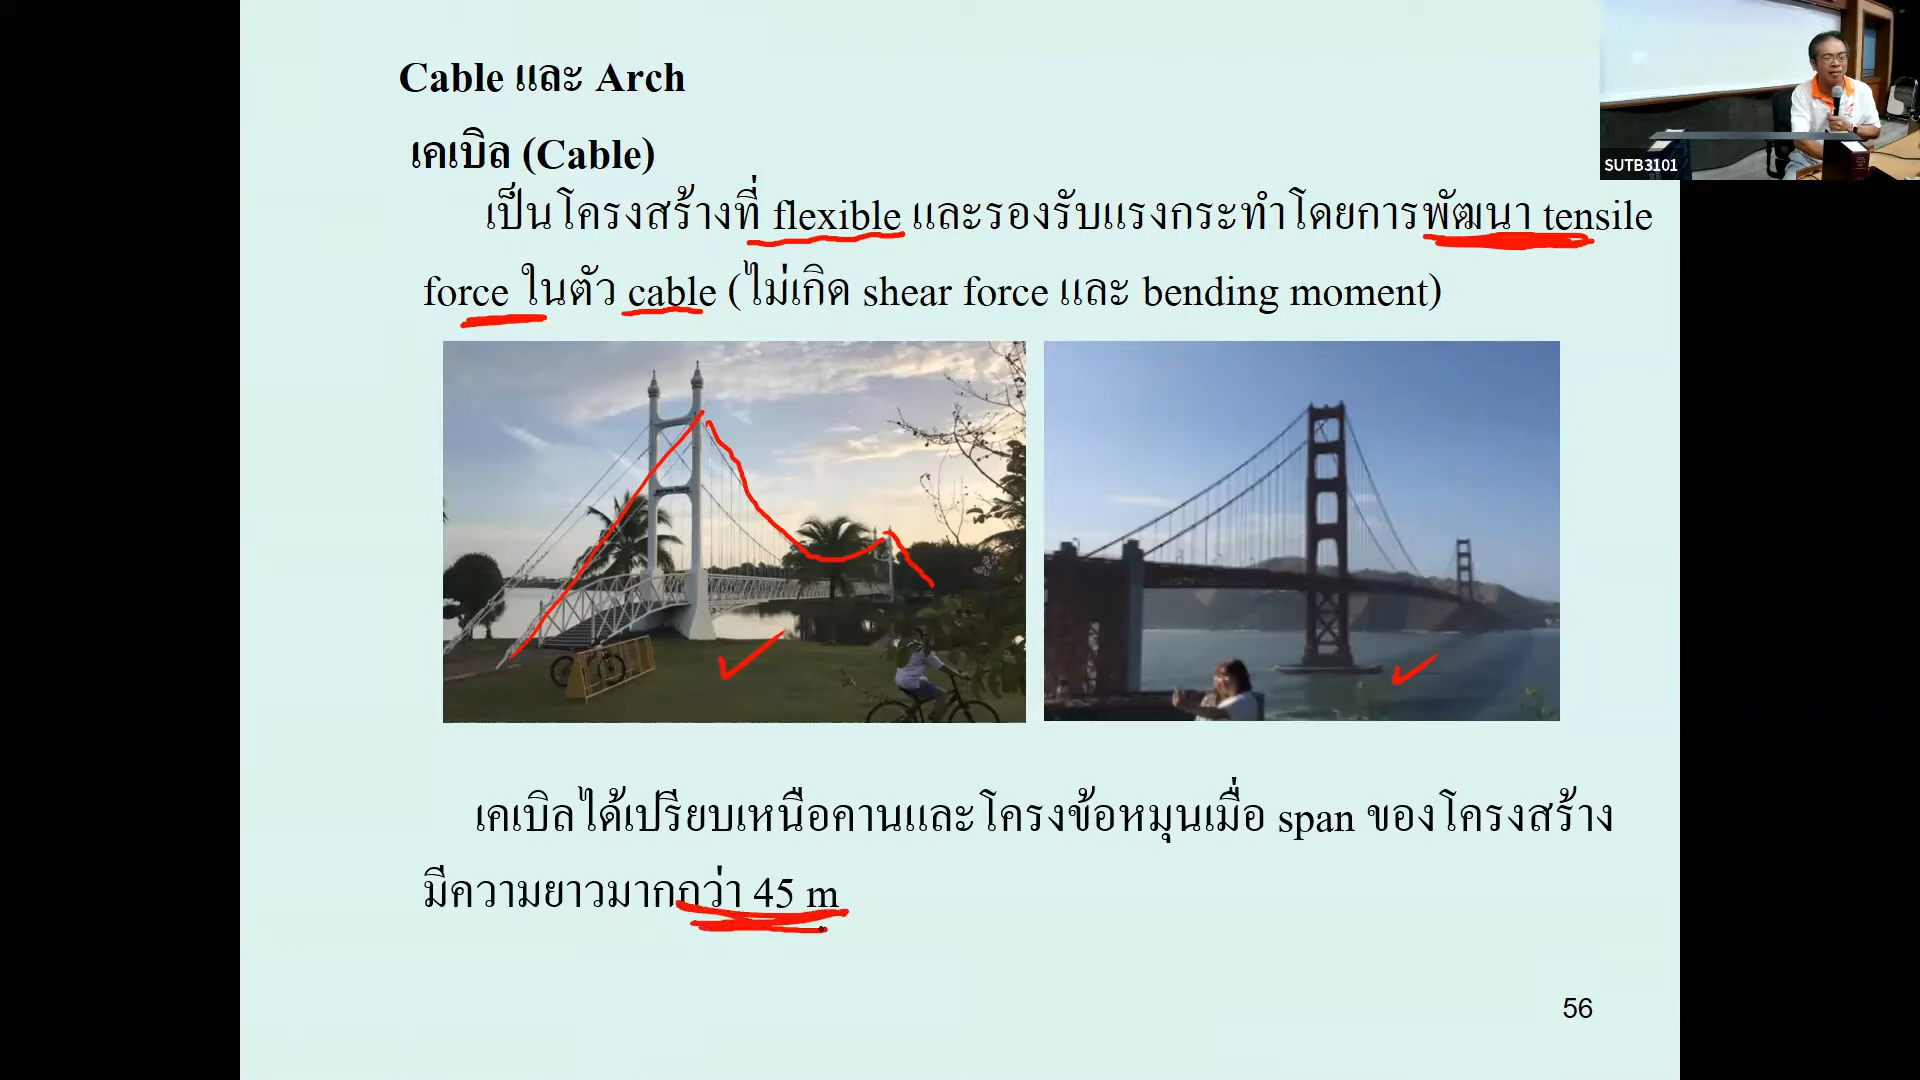 Cable และ Arch
เคเบิล (Cable)
เป็นโครงสร้างที่ flexible และรองรับแรงกระทำโดยการพัฒนา tensile
force ในตัว cable (ไม่เกิด shear force และ bending moment)
เคเบิลได้เปรียบเหนือคานและโครงข้อหมุนเมื่อ span ของโครงสร้าง
มีความยาวมากกว่า 45 m
56
SUTB3101